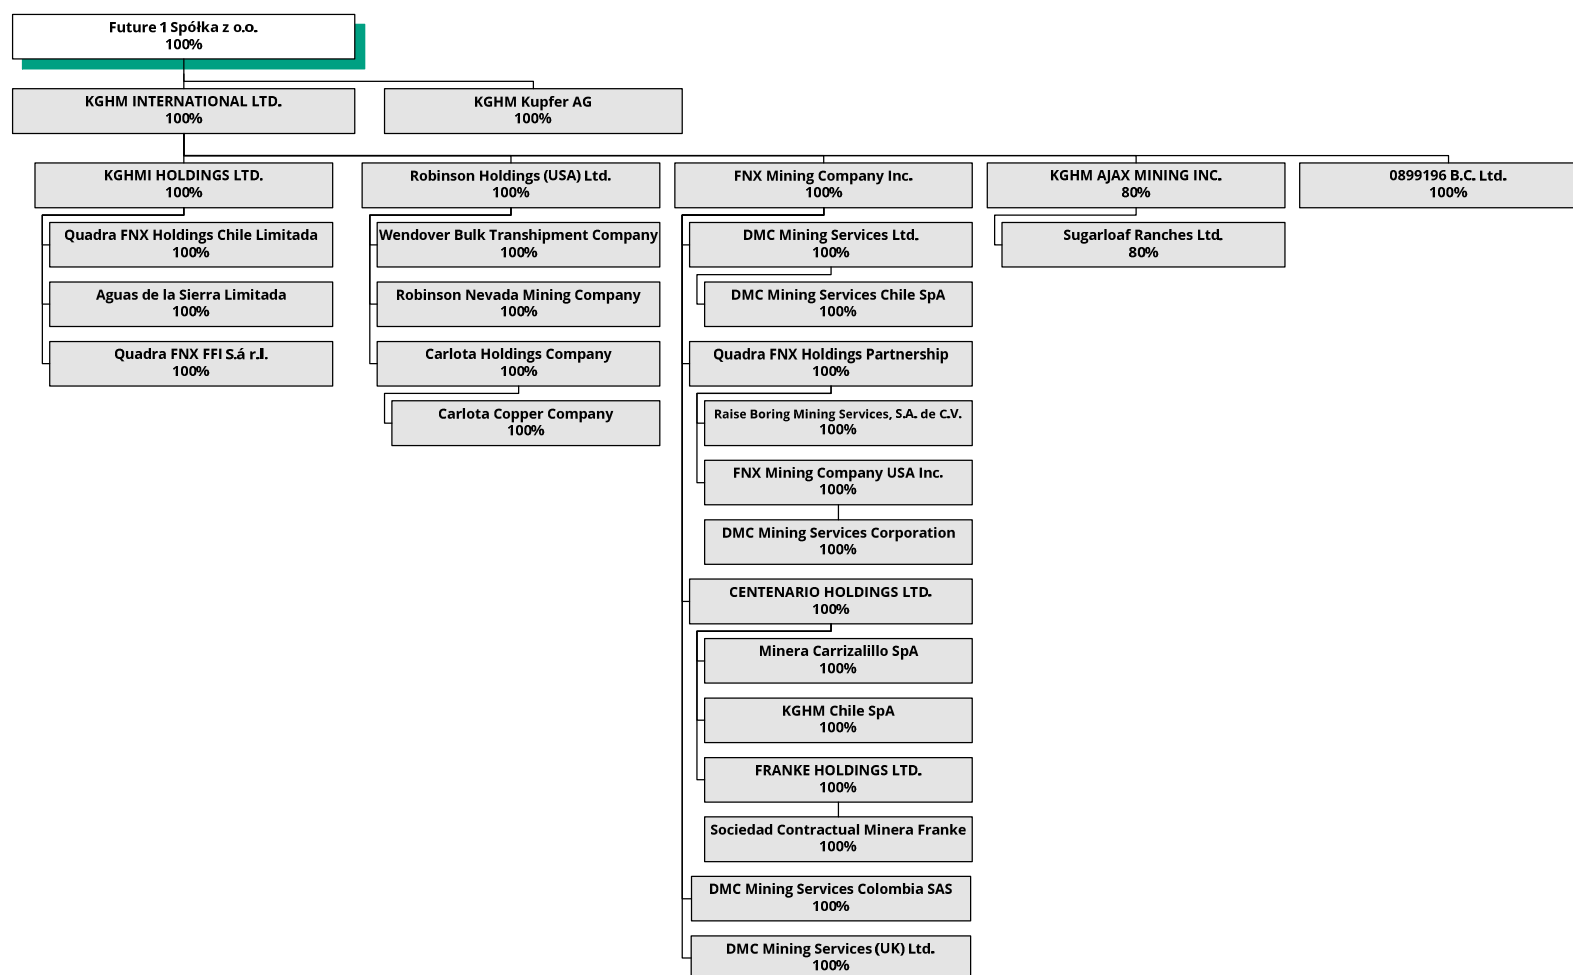 Future 1 Spółka z o.o.
100%
KGHM INTERNATIONAL LTD.
100%
KGHM Kupfer AG
100%
KGHMI HOLDINGS LTD.
100%
Quadra FNX Holdings Chile Limitada
100%
Aguas de la Sierra Limitada
100%
Quadra FNX FFI S.á r.l.
100%
Robinson Holdings (USA) Ltd.
100%
Wendover Bulk Transhipment Company
100%
Robinson Nevada Mining Company
100%
Carlota Holdings Company
100%
Carlota Copper Company
100%
FNX Mining Company Inc.
100%
DMC Mining Services Ltd.
100%
DMC Mining Services Chile SpA
100%
Quadra FNX Holdings Partnership
100%
Raise Boring Mining Services, S.A. de C.V.
100%
FNX Mining Company USA Inc.
100%
DMC Mining Services Corporation
100%
CENTENARIO HOLDINGS LTD.
100%
Minera Carrizalillo SpA
100%
KGHM Chile SpA
100%
FRANKE HOLDINGS LTD.
100%
Sociedad Contractual Minera Franke
100%
DMC Mining Services Colombia SAS
100%
DMC Mining Services (UK) Ltd.
100%
KGHM AJAX MINING INC.
80%
Sugarloaf Ranches Ltd.
80%
0899196 B.C. Ltd.
100%